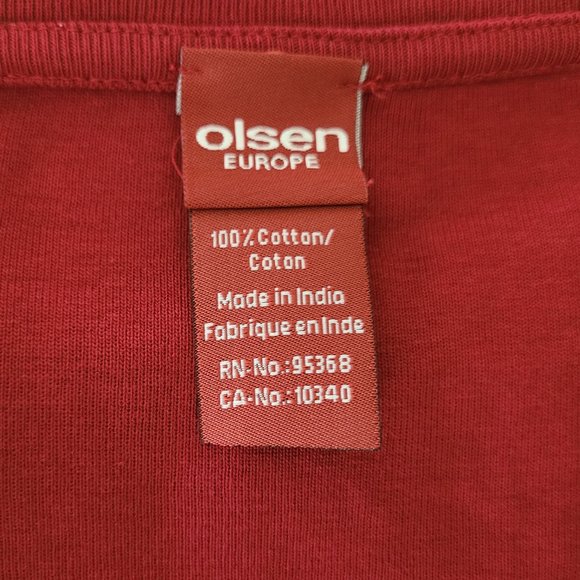 olsen
EUROPE
100% Cotton/
Coton
Made in India
Fabrique en Inde
RN-No.:95368
CA-No.:10340